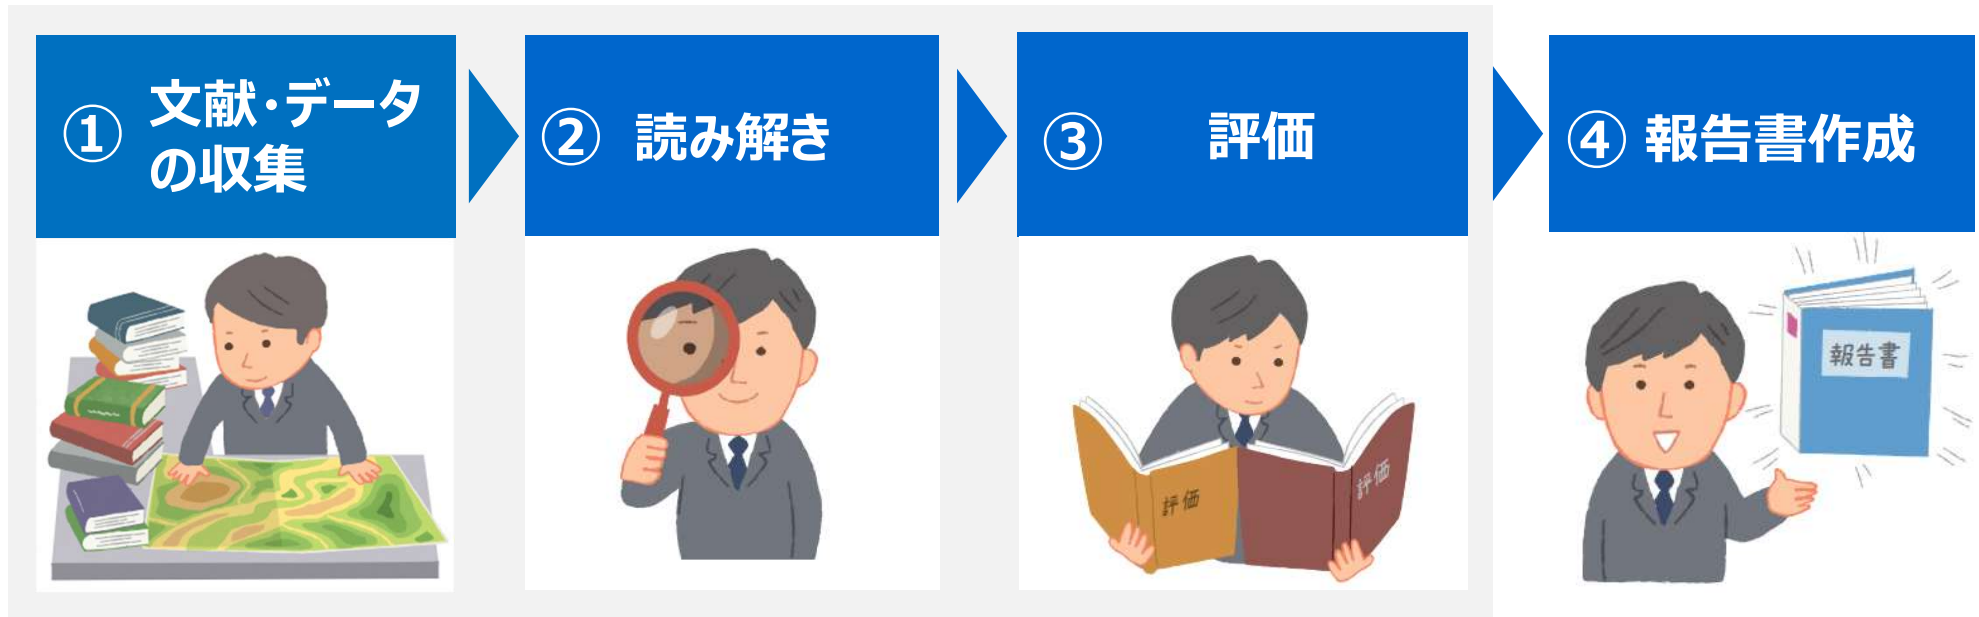 ① 文献・データ
の収集
② 読み解き
③ 評価
④ 報告書作成
評価
評価
報告書